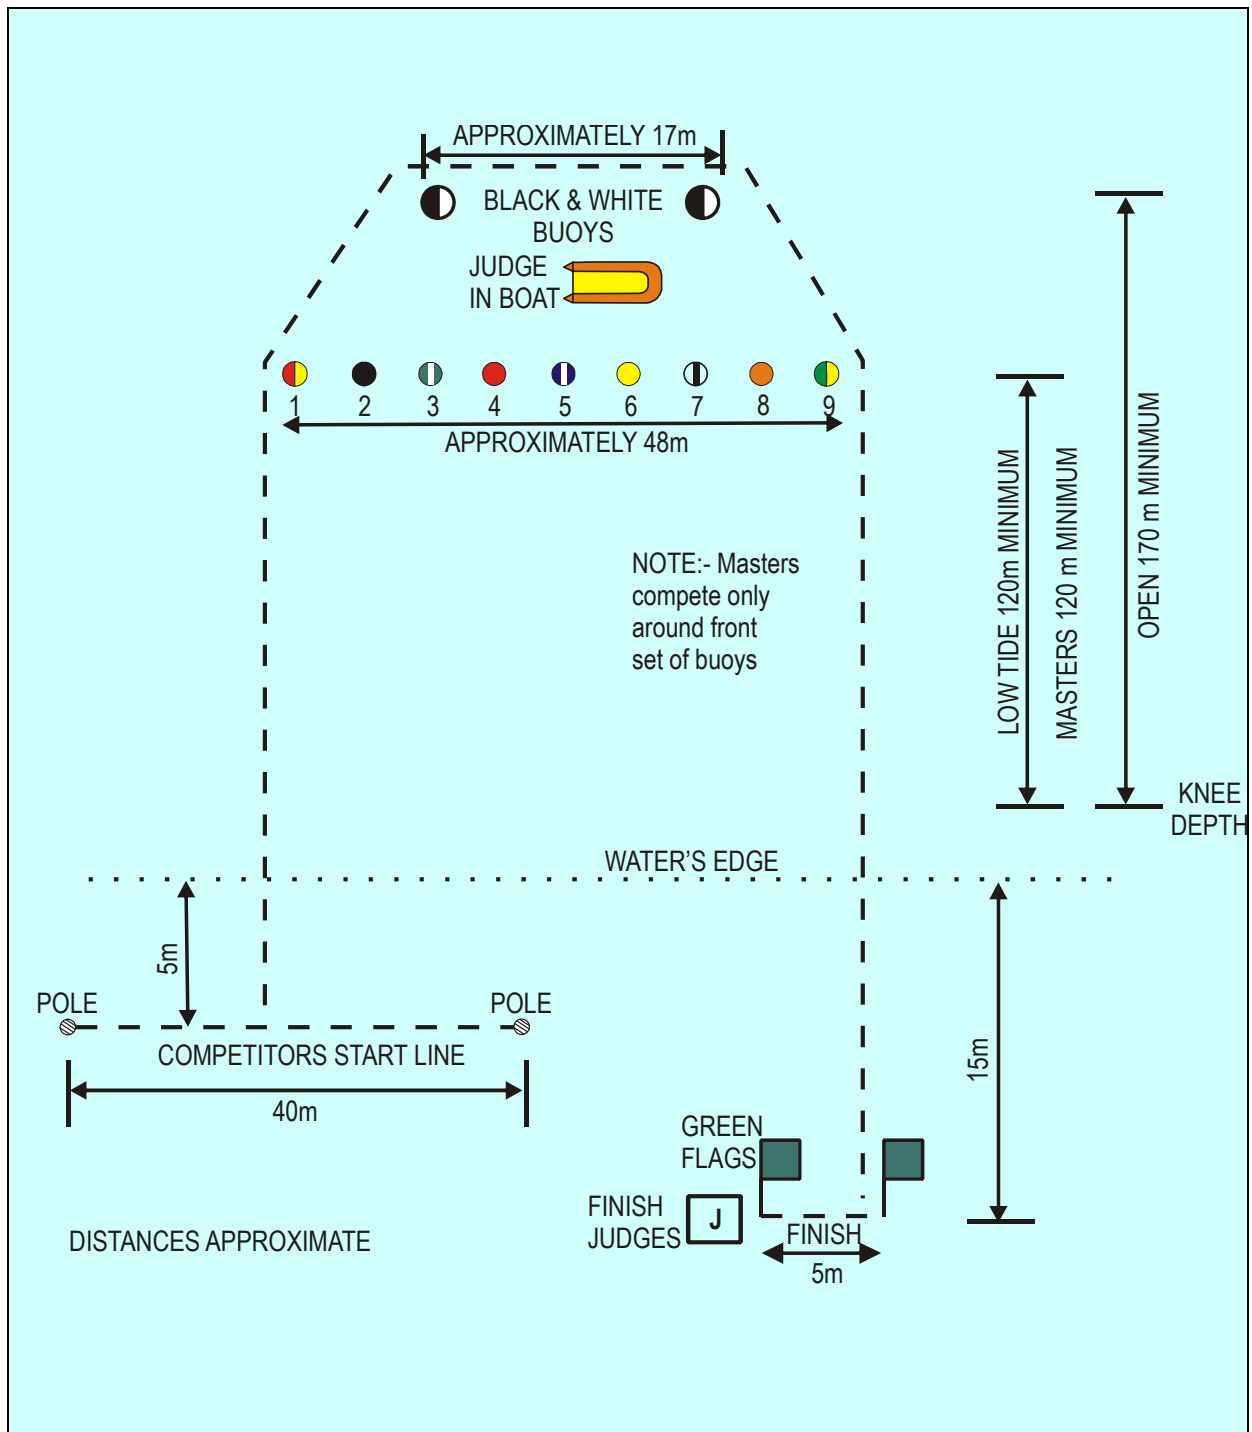 APPROXIMATELY 17m
BLACK & WHITE
BUOYS
JUDGE
IN BOAT
1 2 3 4 5 6 7 8 9
APPROXIMATELY 48m
NOTE:- Masters
compete only
around front
set of buoys
LOW TIDE 120m MINIMUM
MASTERS 120 m MINIMUM
OPEN 170 m MINIMUM
KNEE
DEPTH
WATER'S EDGE
5m
POLE
POLE
COMPETITORS START LINE
40m
15m
GREEN
FLAGS
FINISH
JUDGES
J
FINISH
5m
DISTANCES APPROXIMATE